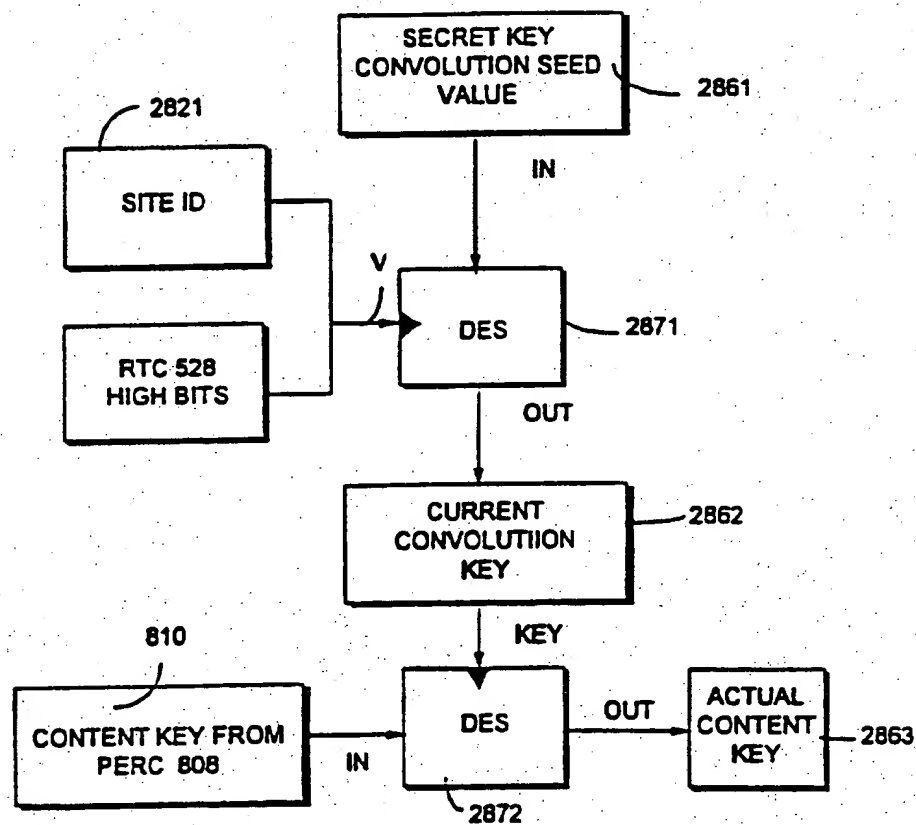 SECRET KEY
CONVOLUTION SEED
VALUE
2861
2821
IN
SITE ID
V
DES
2871
RTC 528
HIGH BITS
OUT
CURRENT
CONVOLUTIION
KEY
2862
KEY
810
CONTENT KEY FROM
PERC 808
IN
DES
OUT
ACTUAL
CONTENT
KEY
2863
2872